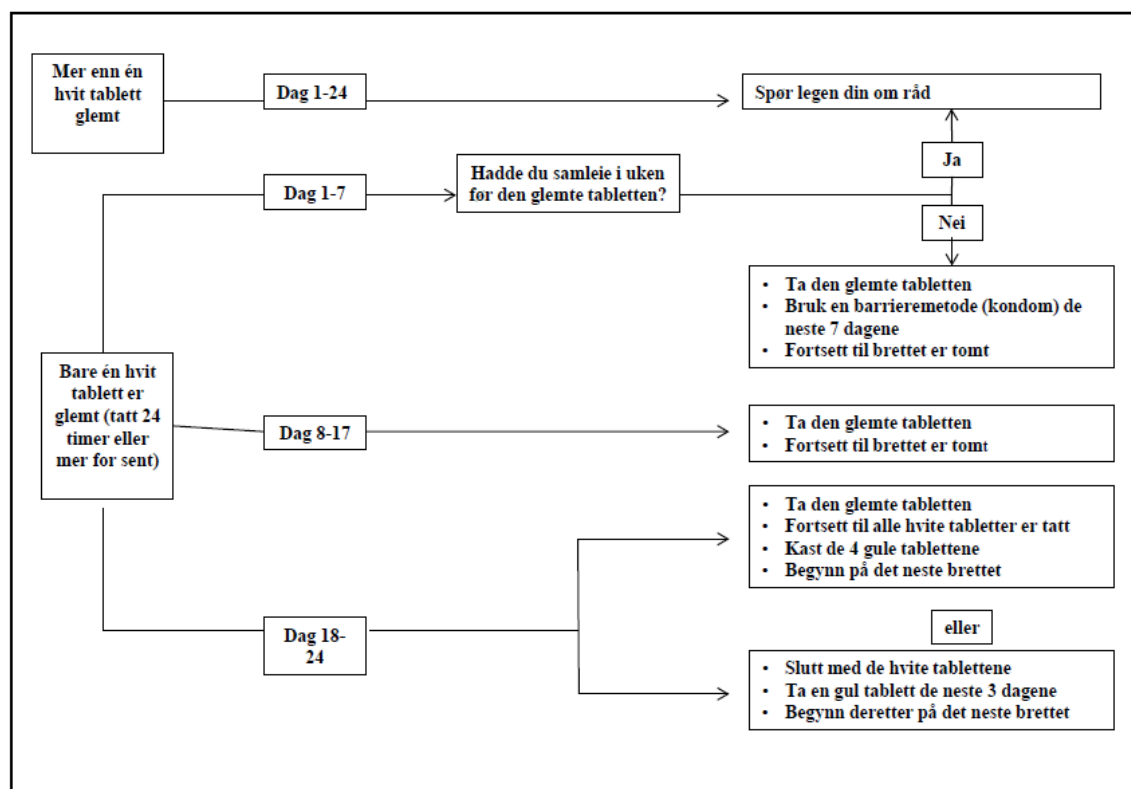 Mer enn én
hvit tablett
glemt
Dag 1-24
Spør legen din om råd
Ja
Dag 1-7
Hadde du samleie i uken
før den glemte tabletten?
Nei
• Ta den glemte tabletten
• Bruk en barrieremetode (kondom) de
neste 7 dagene
• Fortsett til brettet er tomt
Bare én hvit
tablett er
glemt (tatt 24
timer eller
mer for sent)
Dag 8-17
• Ta den glemte tabletten
• Fortsett til brettet er tomt
• Ta den glemte tabletten
• Fortsett til alle hvite tabletter er tatt
• Kast de 4 gule tablettene
• Begynn på det neste brettet
Dag 18-
24
eller
• Slutt med de hvite tablettene
• Ta en gul tablett de neste 3 dagene
• Begynn deretter på det neste brettet